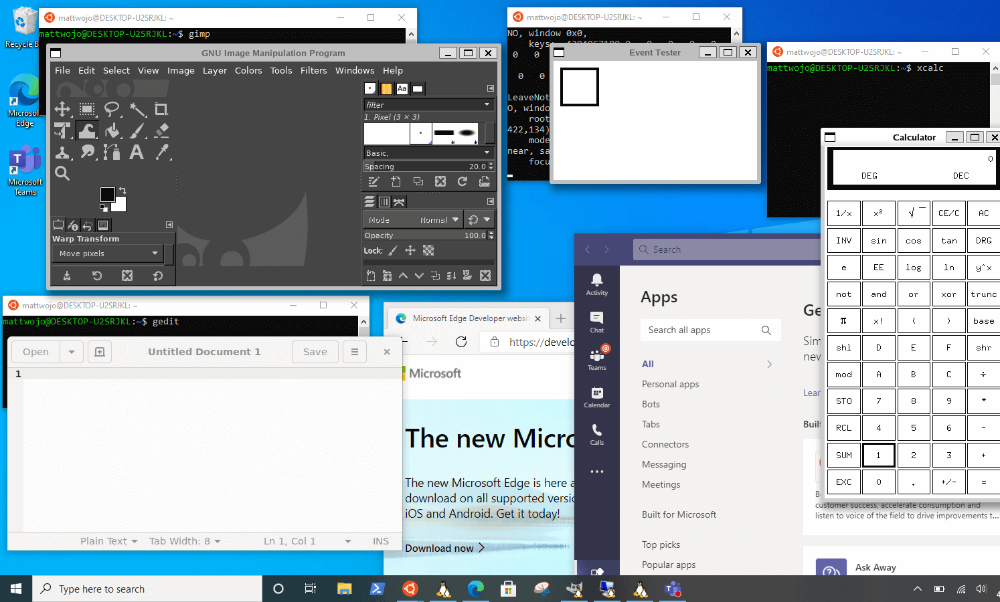 Recycle B
Microsoft
Edge
Microsoft
Teams
mattwojo@DESKTOP-U2SRJKL: ~
mattwojo@DESKTOP-U2SRJKL:~$ gimp
GNU Image Manipulation Program
File Edit Select View Image Layer Colors Tools Filters Windows Help
Aa
filter
1. Pixel (3 × 3)
Basic,
Spacing 20.0
Mode Normal
Opacity 100.0
Lock:
Warp Transform
Move pixels
mattwojo@DESKTOP-U2SRJKL: ~
NO, window 0x0,
0 0
0 0
LeaveNot
O, windo
root
422,134)
mode
near, sa
focu
Event Tester
mattwojo@DESKTOP-U2SRJKL: ~
mattwojo@DESKTOP-U2SRJKL:~$ xcalc
Calculator
0
DEG DEC
1/x x² √ CE/C AC
INV sin cos tan DRG
e EE log ln y^x
not and or xor trunc
π x! ( ) base
shl D E F shr
mod A B C ÷
STO 7 8 9 *
RCL 4 5 6 -
SUM 1 2 3 +
EXC 0 . +/- =
mattwojo@DESKTOP-U2SRJKL: ~
mattwojo@DESKTOP-U2SRJKL:~$ gedit
Open Untitled Document 1 Save
1
Plain Text Tab Width: 8 Ln 1, Col 1 INS
Microsoft Edge Developer websi
https://develo
Microsoft
The new Micro
The new Microsoft Edge is here a
download on all supported versio
iOS and Android. Get it today!
Download now
Search
Activity
Chat
Teams
Calendar
Calls
Apps
Search all apps
All
Personal apps
Bots
Tabs
Connectors
Messaging
Meetings
Built for Microsoft
Top picks
Popular apps
Ge
Sim
new
Lear
Built
customer success, accelerate consumption and
listen to voice of the field to drive improvements t...
Ask Away
Type here to search